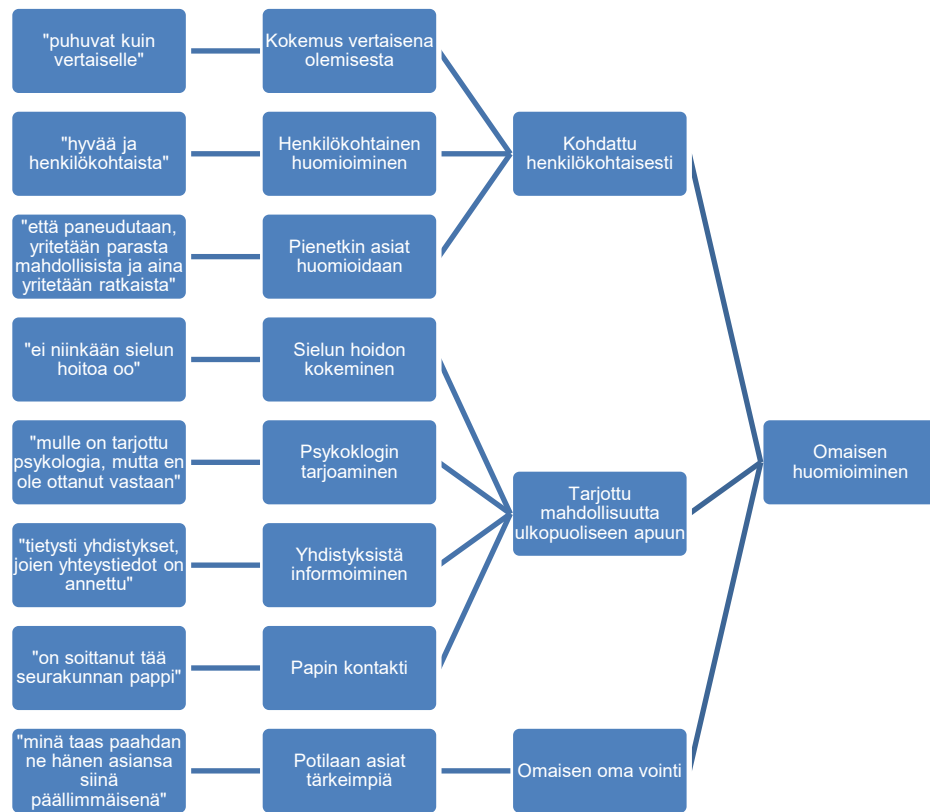 "puhuvat kuin
vertaiselle"
Kokemus vertaisena
olemisesta
"hyvää ja
henkilökohtaista"
Henkilökohtainen
huomioiminen
Kohdattu
henkilökohtaisesti
"että paneudutaan,
yritetään parasta
mahdollisista ja aina
yritetään ratkaista"
Pienetkin asiat
huomioidaan
"ei niinkään sielun
hoitoa oo"
Sielun hoidon
kokeminen
"mulle on tarjottu
psykologia, mutta en
ole ottanut vastaan"
Psykoklogin
tarjoaminen
Omaisen
huomioiminen
Tarjottu
mahdollisuutta
ulkopuoliseen apuun
"tietysti yhdistykset,
joien yhteystiedot on
annettu"
Yhdistyksistä
informoiminen
"on soittanut tää
seurakunnan pappi"
Papin kontakti
"minä taas paahdan
ne hänen asiansa
siinä
päällimmäisenä"
Potilaan asiat
tärkeimpiä
Omaisen oma vointi